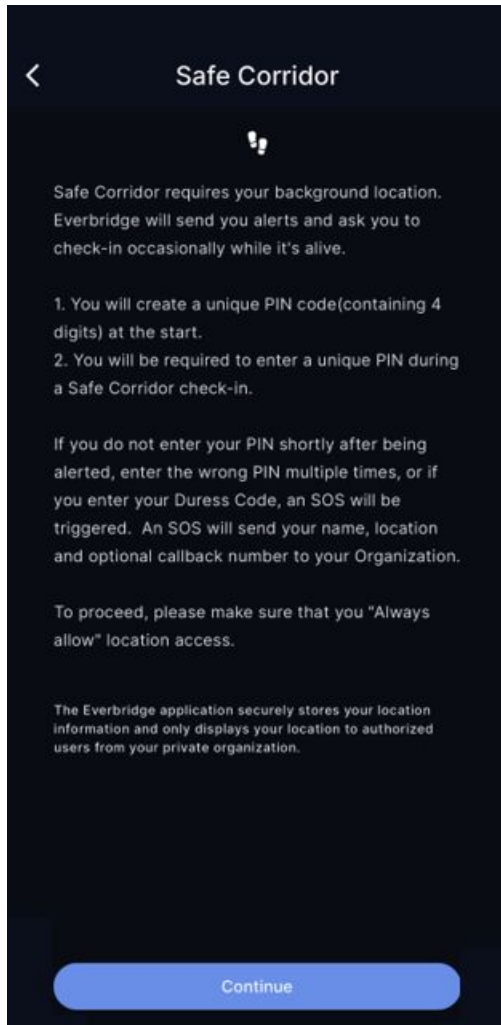 Safe Corridor
Safe Corridor requires your background location.
Everbridge will send you alerts and ask you to
check-in occasionally while it's alive.
1. You will create a unique PIN code(containing 4
digits) at the start.
2. You will be required to enter a unique PIN during
a Safe Corridor check-in.
If you do not enter your PIN shortly after being
alerted, enter the wrong PIN multiple times, or if
you enter your Duress Code, an SOS will be
triggered.  An SOS will send your name, location
and optional callback number to your Organization.
To proceed, please make sure that you "Always
allow" location access.
The Everbridge application securely stores your location
information and only displays your location to authorized
users from your private organization.
Continue